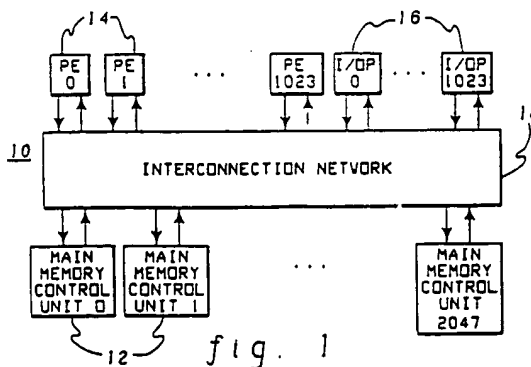 14
16
PE 0
PE 1
...
PE 1023
I/OP 0
...
I/OP 1023
10
INTERCONNECTION NETWORK
MAIN MEMORY CONTROL UNIT 0
MAIN MEMORY CONTROL UNIT 1
...
MAIN MEMORY CONTROL UNIT 2047
12
fig. 1